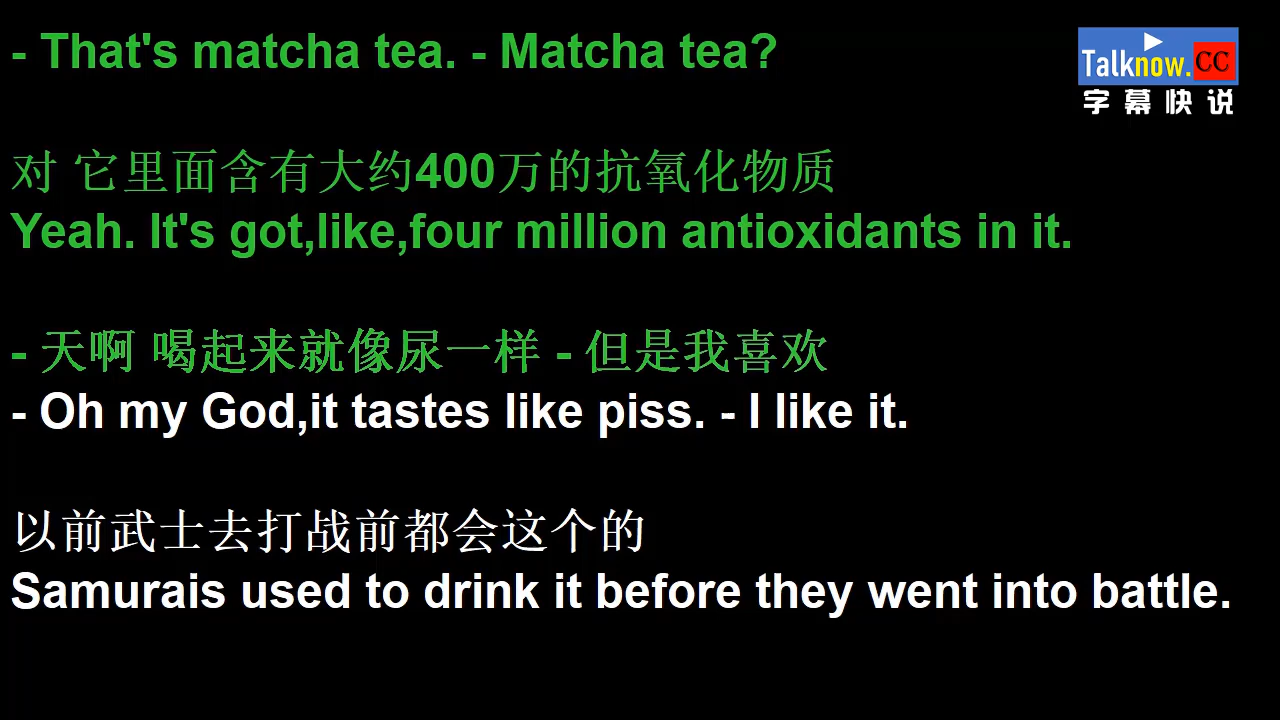 - That's matcha tea. - Matcha tea?
Talknow.CC
字幕快说
对 它里面含有大约400万的抗氧化物质
Yeah. It's got,like,four million antioxidants in it.
- 天啊 喝起来就像尿一样 - 但是我喜欢
- Oh my God,it tastes like piss. - I like it.
以前武士去打战前都会这个的
Samurais used to drink it before they went into battle.